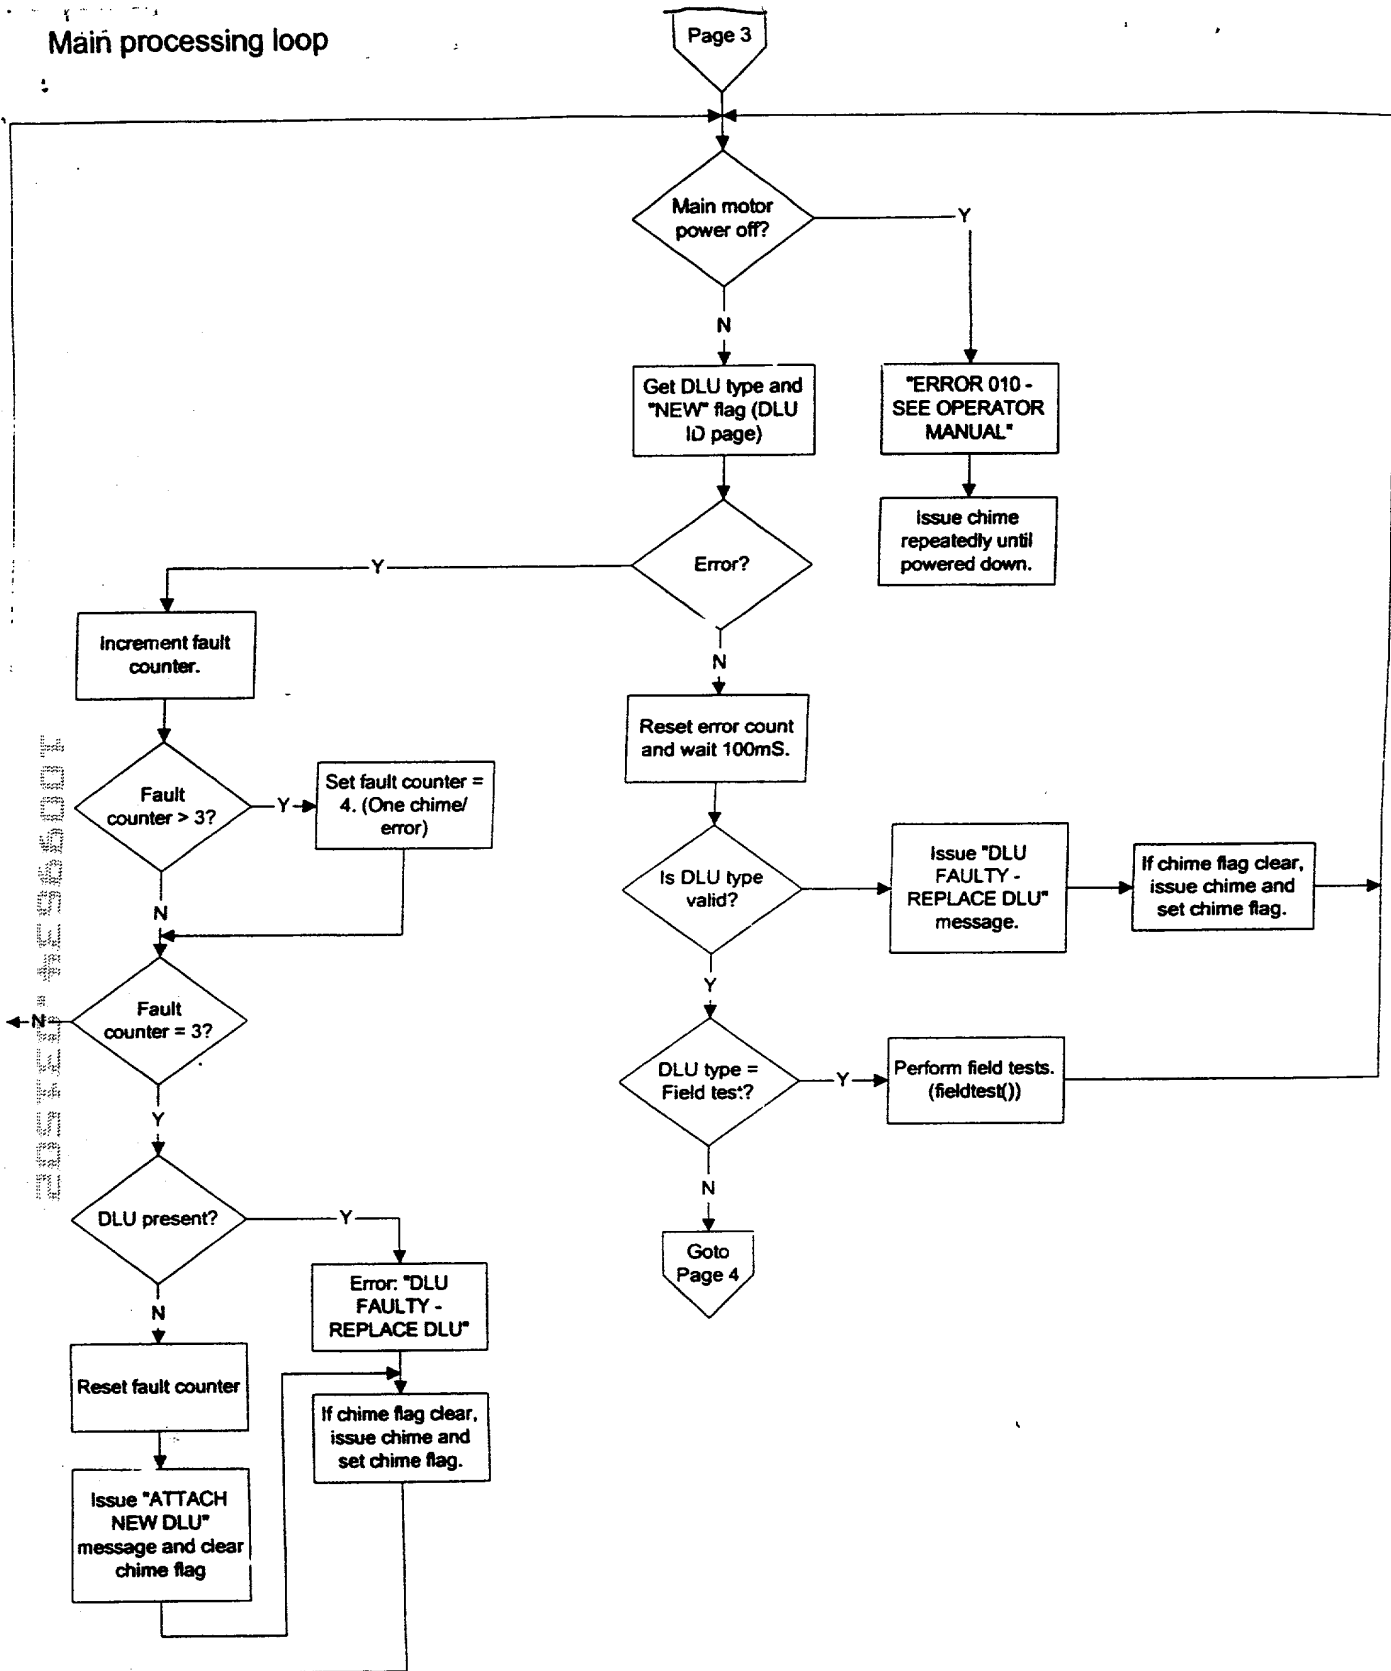 Main processing loop
Page 3
Main motor
power off?
Y
N
Get DLU type and
"NEW" flag (DLU
ID page)
"ERROR 010 -
SEE OPERATOR
MANUAL"
Issue chime
repeatedly until
powered down.
Error?
Y
N
Increment fault
counter.
Reset error count
and wait 100mS.
Fault
counter > 3?
Y
Set fault counter =
4. (One chime/
error)
N
Is DLU type
valid?
Issue "DLU
FAULTY -
REPLACE DLU"
message.
If chime flag clear,
issue chime and
set chime flag.
Y
Fault
counter = 3?
N
Y
DLU type =
Field test?
Y
Perform field tests.
(fieldtest())
N
Goto
Page 4
DLU present?
Y
N
Error: "DLU
FAULTY -
REPLACE DLU"
Reset fault counter
If chime flag clear,
issue chime and
set chime flag.
Issue "ATTACH
NEW DLU"
message and clear
chime flag